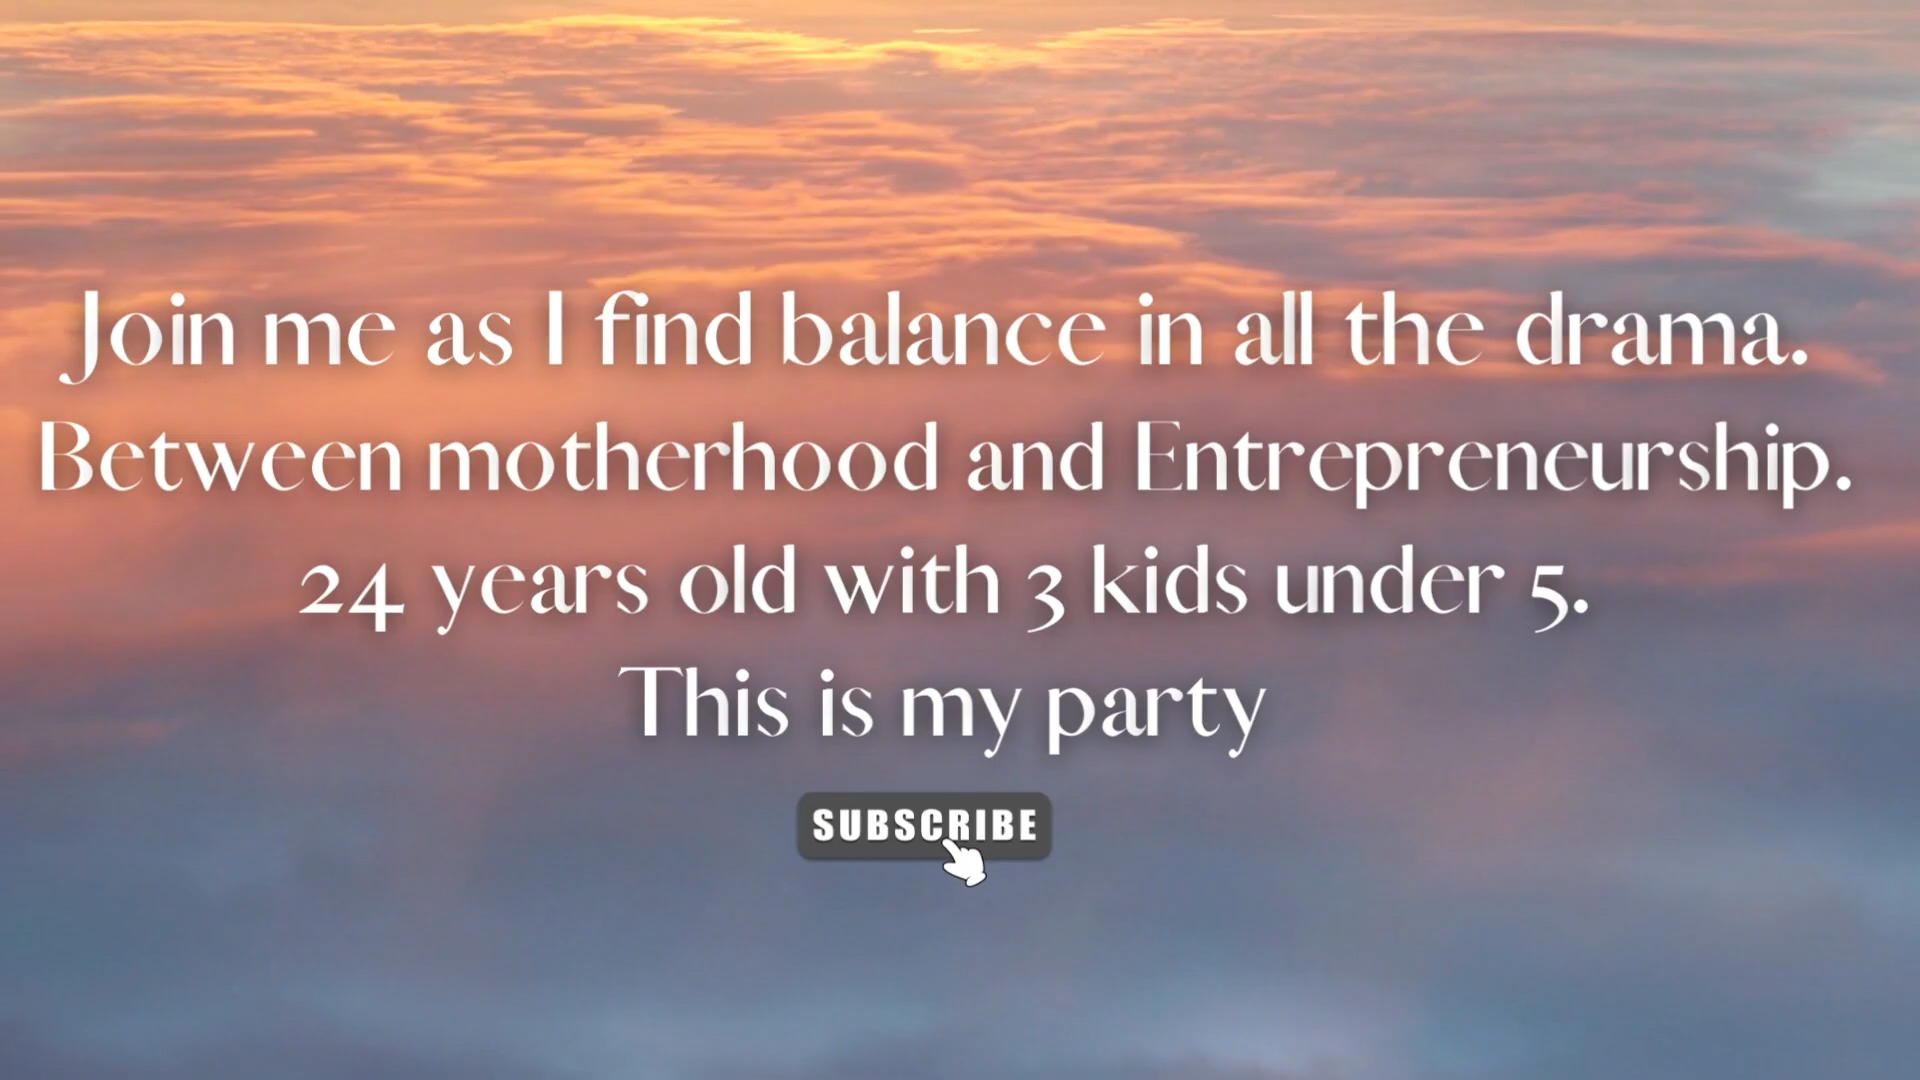 Join me as I find balance in all the drama.
Between motherhood and Entrepreneurship.
24 years old with 3 kids under 5.
This is my party
SUBSCRIBE